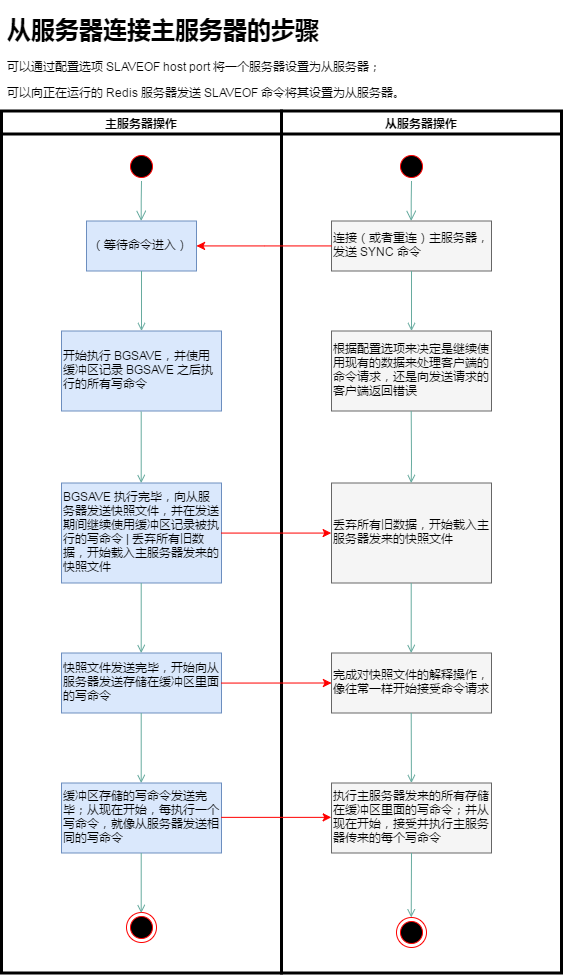 从服务器连接主服务器的步骤
可以通过配置选项 SLAVEOF host port 将一个服务器设置为从服务器；
可以向正在运行的 Redis 服务器发送 SLAVEOF 命令将其设置为从服务器。
主服务器操作
从服务器操作
（等待命令进入）
连接（或者重连）主服务器，
发送 SYNC 命令
开始执行 BGSAVE，并使用
缓冲区记录 BGSAVE 之后执
行的所有写命令
根据配置选项来决定是继续使
用现有的数据来处理客户端的
命令请求，还是向发送请求的
客户端返回错误
BGSAVE 执行完毕，向从服
务器发送快照文件，并在发送
期间继续使用缓冲区记录被执
行的写命令 | 丢弃所有旧数
据，开始载入主服务器发来的
快照文件
丢弃所有旧数据，开始载入主
服务器发来的快照文件
快照文件发送完毕，开始向从
服务器发送存储在缓冲区里面
的写命令
完成对快照文件的解释操作，
像往常一样开始接受命令请求
缓冲区存储的写命令发送完
毕；从现在开始，每执行一个
写命令，就像从服务器发送相
同的写命令
执行主服务器发来的所有存储
在缓冲区里面的写命令；并从
现在开始，接受并执行主服务
器传来的每个写命令